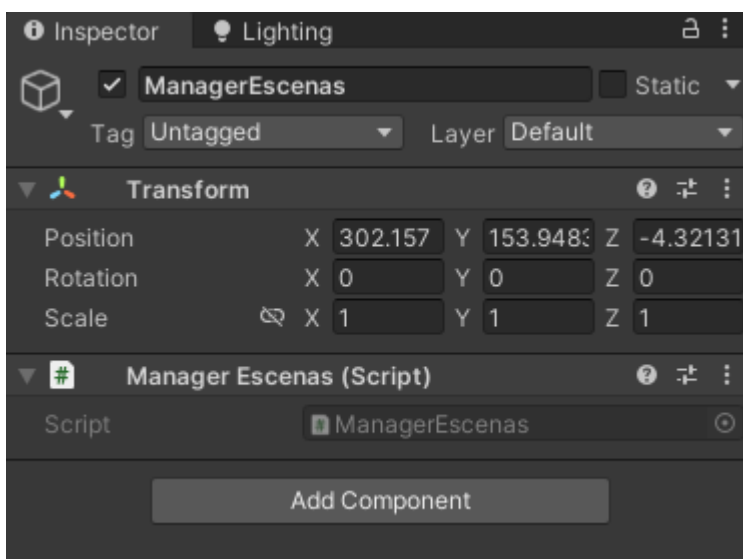 Inspector Lighting
ManagerEscenas Static
Tag Untagged Layer Default
Transform
Position X 302.157 Y 153.9483 Z -4.32131
Rotation X 0 Y 0 Z 0
Scale X 1 Y 1 Z 1
# Manager Escenas (Script)
Script # ManagerEscenas
Add Component